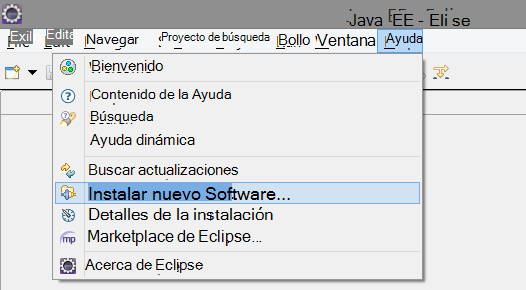 Java EE - Eli se
Exil Edita Navegar Proyecto de búsqueda Bollo Ventana Ayuda
Bienvenido
Contenido de la Ayuda
Búsqueda
Ayuda dinámica
Buscar actualizaciones
Instalar nuevo Software...
Detalles de la instalación
Marketplace de Eclipse...
Acerca de Eclipse